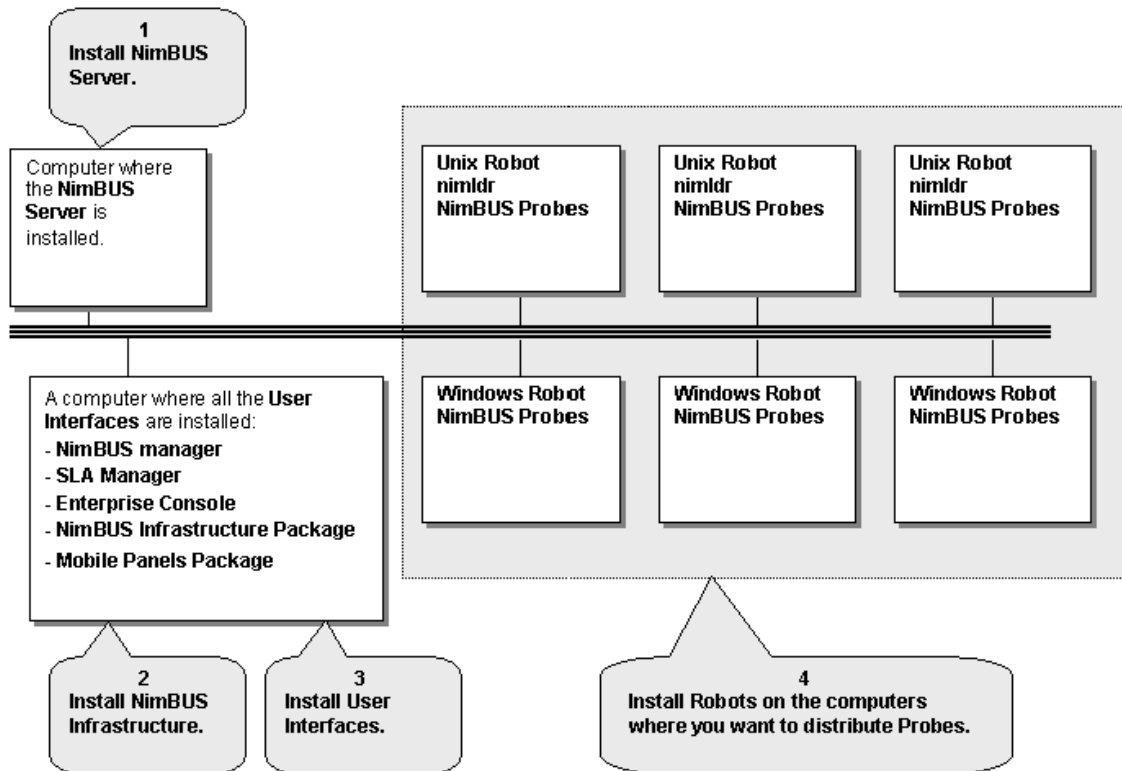 1
Install NimBUS
Server.
Computer where
the NimBUS
Server is
installed.
Unix Robot
nimldr
NimBUS Probes
Unix Robot
nimldr
NimBUS Probes
Unix Robot
nimldr
NimBUS Probes
A computer where all the User
Interfaces are installed:
- NimBUS manager
- SLA Manager
- Enterprise Console
- NimBUS Infrastructure Package
- Mobile Panels Package
Windows Robot
NimBUS Probes
Windows Robot
NimBUS Probes
Windows Robot
NimBUS Probes
2
Install NimBUS
Infrastructure.
3
Install User
Interfaces.
4
Install Robots on the computers
where you want to distribute Probes.